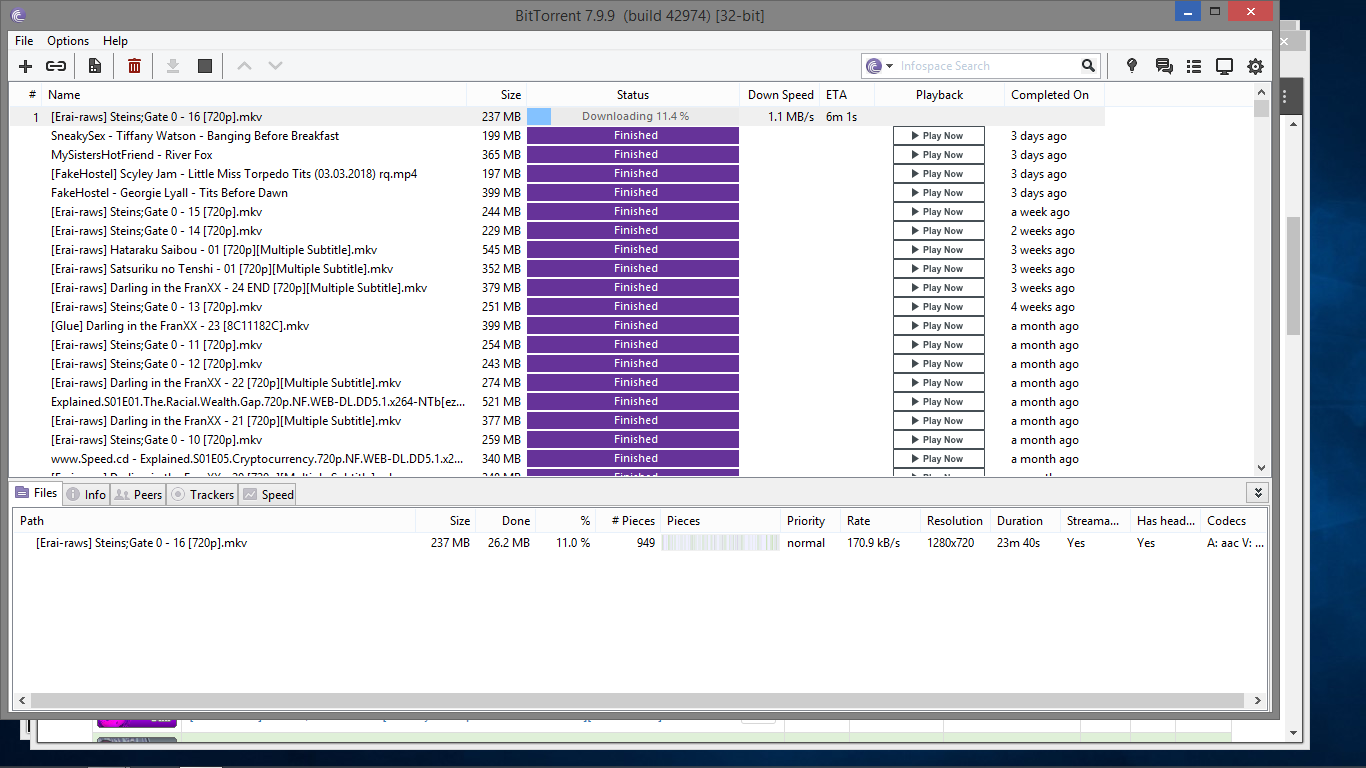 BitTorrent 7.9.9 (build 42974) [32-bit]
File Options Help
Infospace Search
# Name Size Status Down Speed ETA Playback Completed On
1 [Erai-raws] Steins;Gate 0 - 16 [720p].mkv 237 MB Downloading 11.4 % 1.1 MB/s 6m 1s
SneakySex - Tiffany Watson - Banging Before Breakfast 199 MB Finished Play Now 3 days ago
MySistersHotFriend - River Fox 365 MB Finished Play Now 3 days ago
[FakeHostel] Scyley Jam - Little Miss Torpedo Tits (03.03.2018) rq.mp4 197 MB Finished Play Now 3 days ago
FakeHostel - Georgie Lyall - Tits Before Dawn 399 MB Finished Play Now 3 days ago
[Erai-raws] Steins;Gate 0 - 15 [720p].mkv 244 MB Finished Play Now a week ago
[Erai-raws] Steins;Gate 0 - 14 [720p].mkv 229 MB Finished Play Now 2 weeks ago
[Erai-raws] Hataraku Saibou - 01 [720p][Multiple Subtitle].mkv 545 MB Finished Play Now 3 weeks ago
[Erai-raws] Satsuriku no Tenshi - 01 [720p][Multiple Subtitle].mkv 352 MB Finished Play Now 3 weeks ago
[Erai-raws] Darling in the FranXX - 24 END [720p][Multiple Subtitle].mkv 379 MB Finished Play Now 3 weeks ago
[Erai-raws] Steins;Gate 0 - 13 [720p].mkv 251 MB Finished Play Now 4 weeks ago
[Glue] Darling in the FranXX - 23 [8C11182C].mkv 399 MB Finished Play Now a month ago
[Erai-raws] Steins;Gate 0 - 11 [720p].mkv 254 MB Finished Play Now a month ago
[Erai-raws] Steins;Gate 0 - 12 [720p].mkv 243 MB Finished Play Now a month ago
[Erai-raws] Darling in the FranXX - 22 [720p][Multiple Subtitle].mkv 274 MB Finished Play Now a month ago
Explained.S01E01.The.Racial.Wealth.Gap.720p.NF.WEB-DL.DD5.1.x264-NTb[ez... 521 MB Finished Play Now a month ago
[Erai-raws] Darling in the FranXX - 21 [720p][Multiple Subtitle].mkv 377 MB Finished Play Now a month ago
[Erai-raws] Steins;Gate 0 - 10 [720p].mkv 259 MB Finished Play Now a month ago
www.Speed.cd - Explained.S01E05.Cryptocurrency.720p.NF.WEB-DL.DD5.1.x2... 340 MB Finished Play Now a month ago
Files Info Peers Trackers Speed
Path Size Done % # Pieces Pieces Priority Rate Resolution Duration Streama... Has head... Codecs
[Erai-raws] Steins;Gate 0 - 16 [720p].mkv 237 MB 26.2 MB 11.0 % 949 normal 170.9 kB/s 1280x720 23m 40s Yes Yes A: aac V: ...